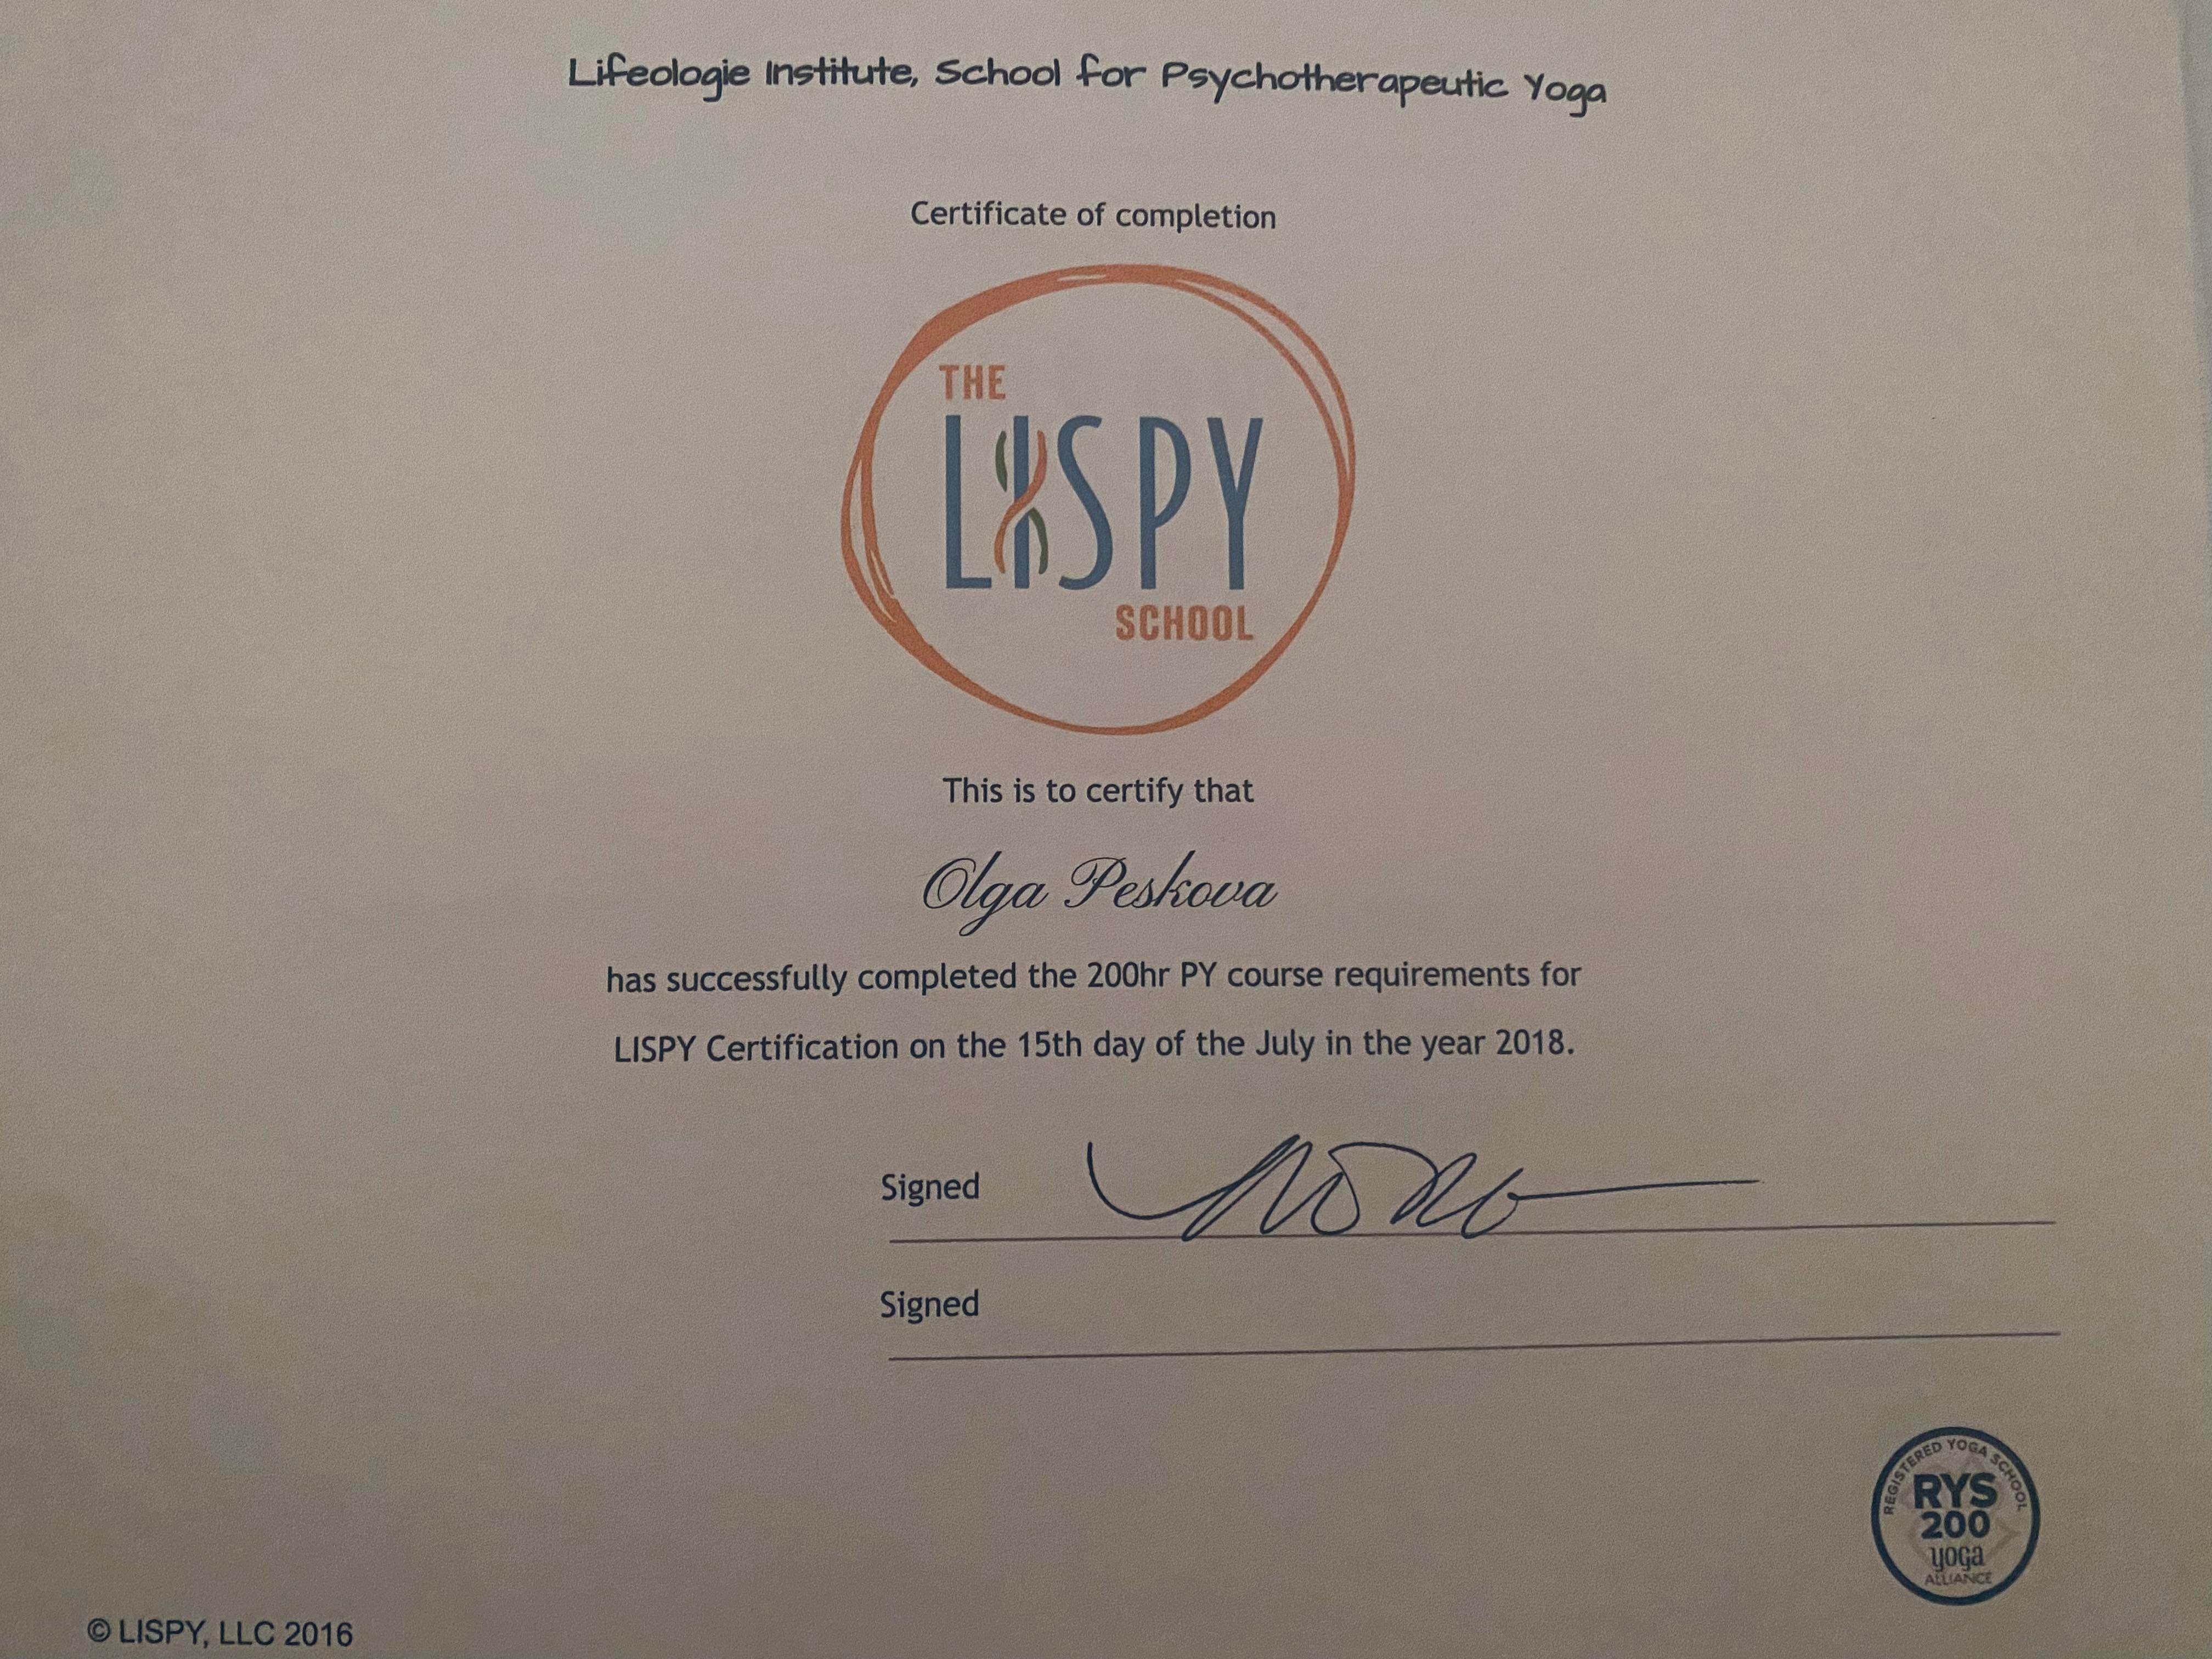 Lifeologie Institute, School for Psychotherapeutic Yoga
Certificate of completion
THE
LISPY
SCHOOL
This is to certify that
Olga Peskova
has successfully completed the 200hr PY course requirements for
LISPY Certification on the 15th day of the July in the year 2018.
Signed
Signed
REGISTERED YOGA SCHOOL
RYS
200
yoga
ALLIANCE
© LISPY, LLC 2016